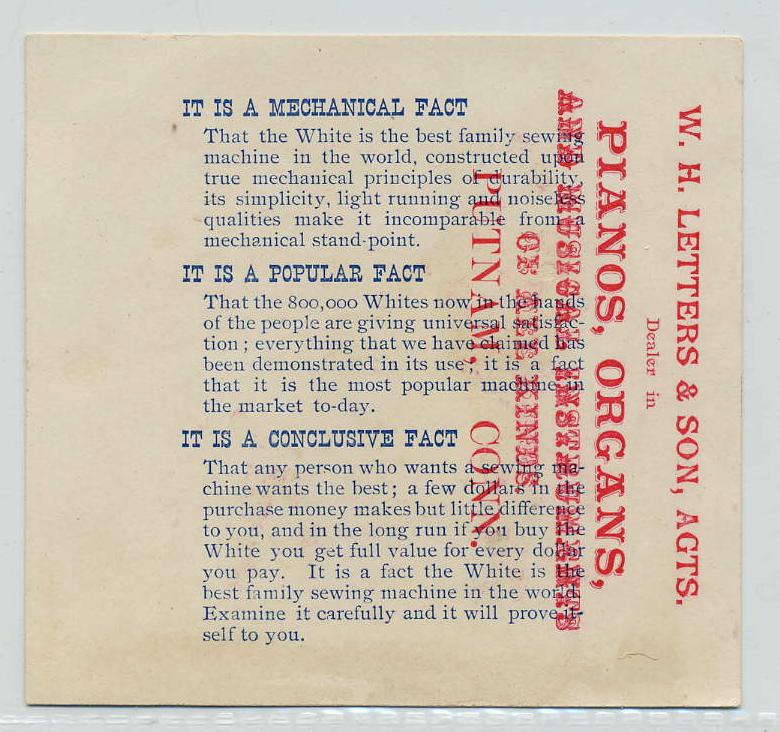 IT IS A MECHANICAL FACT
That the White is the best family sewing
machine in the world, constructed upon
true mechanical principles of durability,
its simplicity, light running and noiseless
qualities make it incomparable from a
mechanical stand-point.
IT IS A POPULAR FACT
That the 800,000 Whites now in the hands
of the people are giving universal satisfac-
tion; everything that we have claimed has
been demonstrated in its use; it is a fact
that it is the most popular machine in
the market to-day.
IT IS A CONCLUSIVE FACT
That any person who wants a sewing ma-
chine wants the best; a few dollars in the
purchase money makes but little difference
to you, and in the long run if you buy the
White you get full value for every dollar
you pay. It is a fact the White is the
best family sewing machine in the world.
Examine it carefully and it will prove it-
self to you.
W. H. LETTERS & SON, AGTS.
Dealer in
PIANOS, ORGANS,
AND MUSICAL INSTRUMENTS
OF ALL KINDS
PUTNAM, CONN.